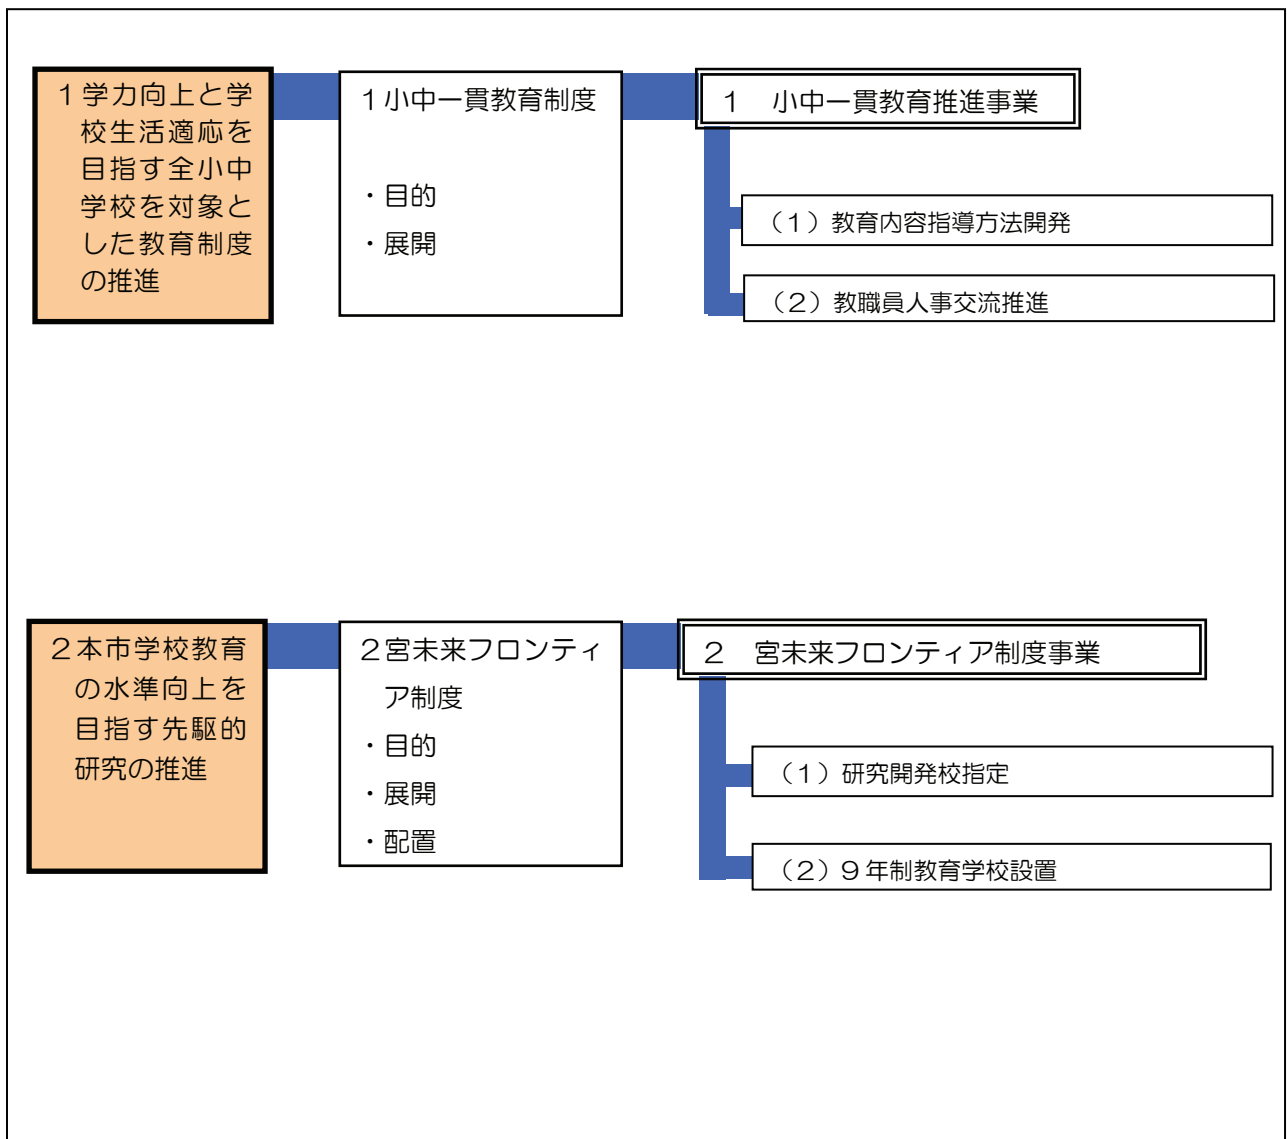 1学力向上と学
校生活適応を
目指す全小中
学校を対象と
した教育制度
の推進
1小中一貫教育制度
・目的
・展開
1　小中一貫教育推進事業
（1）教育内容指導方法開発
（2）教職員人事交流推進
2本市学校教育
の水準向上を
目指す先駆的
研究の推進
2宮未来フロンティ
ア制度
・目的
・展開
・配置
2　宮未来フロンティア制度事業
（1）研究開発校指定
（2）9年制教育学校設置